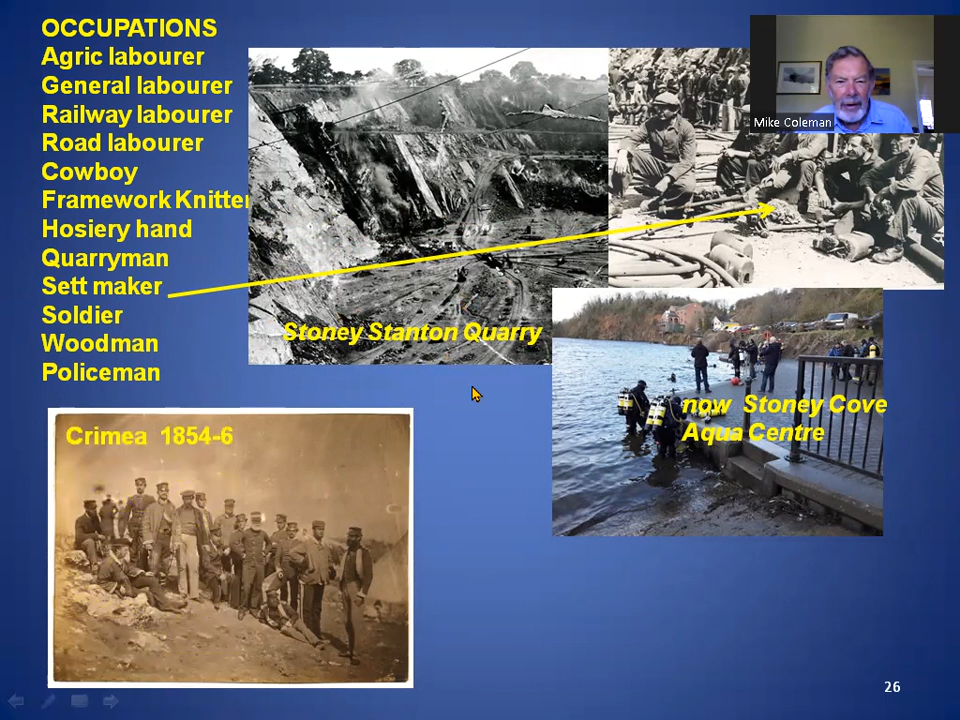 OCCUPATIONS
Agric labourer
General labourer
Railway labourer
Road labourer
Cowboy
Framework Knitter
Hosiery hand
Quarryman
Sett maker
Soldier
Woodman
Policeman
Mike Coleman
Stoney Stanton Quarry
now Stoney Cove
Aqua Centre
Crimea 1854-6
26